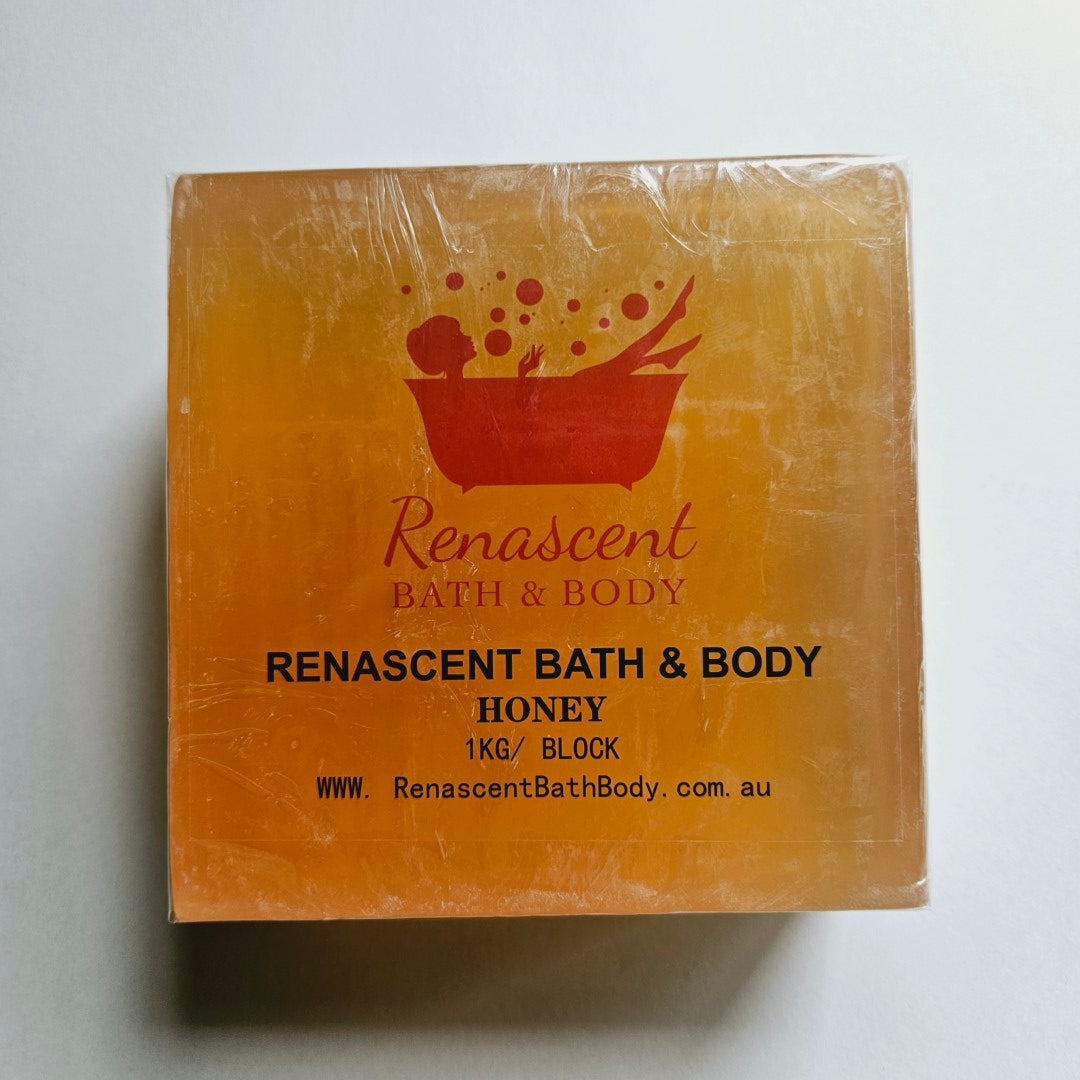 Renascent
BATH & BODY
RENASCENT BATH & BODY
HONEY
1KG/ BLOCK
WWW. RenascentBathBody.com.au